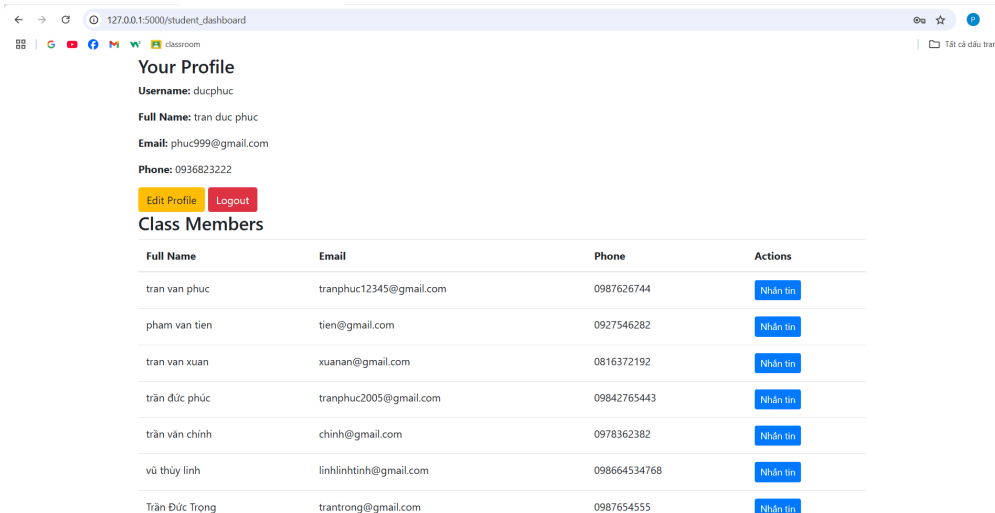 127.0.0.1:5000/student_dashboard
P
classroom
Tất cả dấu tran
Your Profile
Username: ducphuc
Full Name: tran duc phuc
Email: phuc999@gmail.com
Phone: 0936823222
Edit Profile Logout
Class Members
Full Name Email Phone Actions
tran van phuc tranphuc12345@gmail.com 0987626744 Nhắn tin
pham van tien tien@gmail.com 0927546282 Nhắn tin
tran van xuan xuanan@gmail.com 0816372192 Nhắn tin
trần đức phúc tranphuc2005@gmail.com 09842765443 Nhắn tin
trần văn chính chinh@gmail.com 0978362382 Nhắn tin
vũ thùy linh linhlinhtinh@gmail.com 098664534768 Nhắn tin
Trần Đức Trọng trantrong@gmail.com 0987654555 Nhắn tin